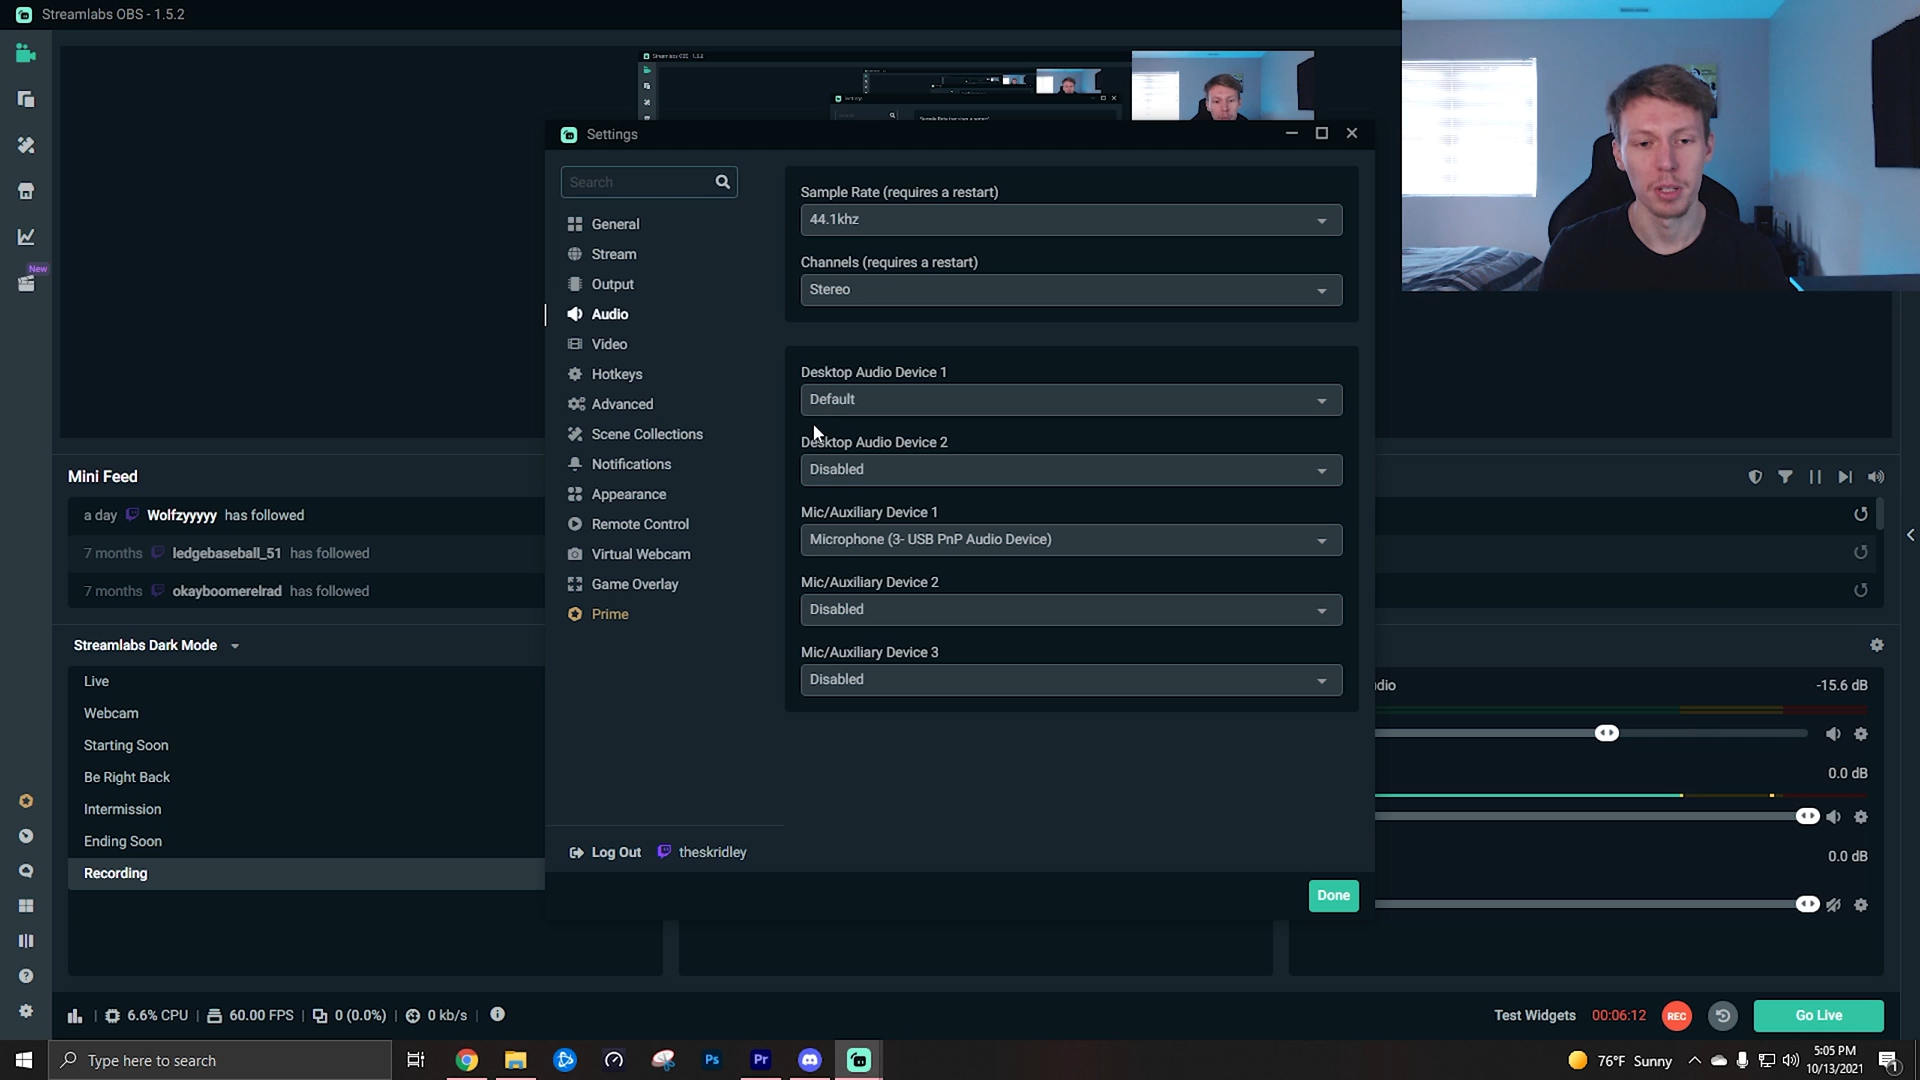 Streamlabs OBS - 1.5.2
Settings
Search
General
Stream
Output
Audio
Video
Hotkeys
Advanced
Scene Collections
Notifications
Appearance
Remote Control
Virtual Webcam
Game Overlay
Prime
Log Out theskridley
Sample Rate (requires a restart)
44.1khz
Channels (requires a restart)
Stereo
Desktop Audio Device 1
Default
Desktop Audio Device 2
Disabled
Mic/Auxiliary Device 1
Microphone (3- USB PnP Audio Device)
Mic/Auxiliary Device 2
Disabled
Mic/Auxiliary Device 3
Disabled
Done
New
Mini Feed
a day Wolfzyyyyy has followed
7 months ledgebaseball_51 has followed
7 months okayboomerelrad has followed
Streamlabs Dark Mode
Live
Webcam
Starting Soon
Be Right Back
Intermission
Ending Soon
Recording
dio -15.6 dB
0.0 dB
0.0 dB
6.6% CPU 60.00 FPS 0 (0.0%) 0 kb/s
Test Widgets 00:06:12 REC Go Live
Type here to search
Ps
Pr
76°F Sunny
5:05 PM
10/13/2021
1